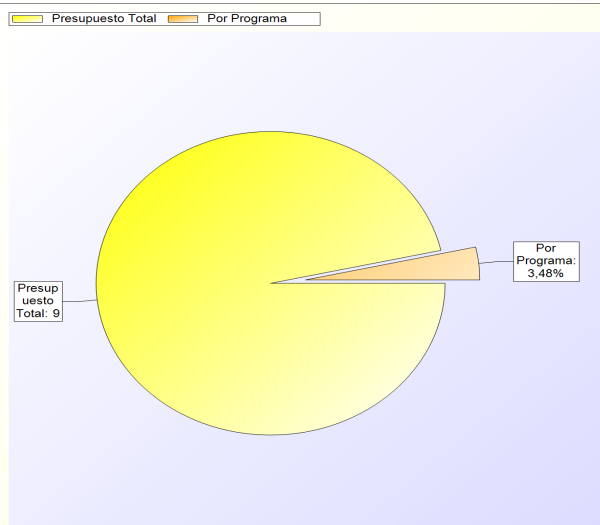 Presupuesto Total Por Programa
Por
Programa:
3,48%
Presup
uesto
Total: 9